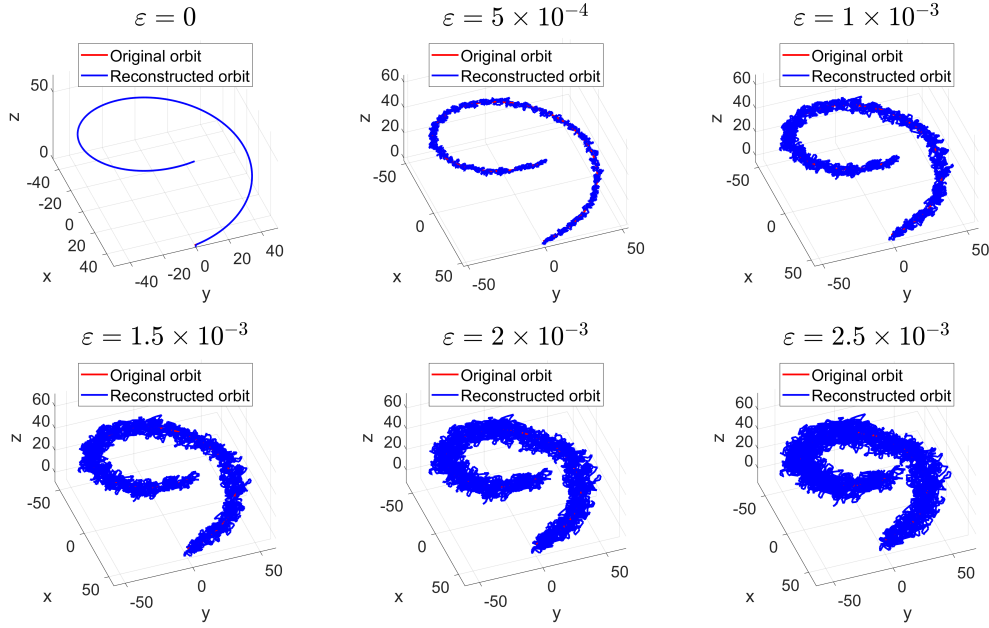 ε = 0
Original orbit
Reconstructed orbit
50
0
z
-40
-20
0
20
40
x
-40
-20
0
20
40
y
ε = 5 × 10⁻⁴
Original orbit
Reconstructed orbit
60
40
20
0
z
-50
0
50
x
-50
0
50
y
ε = 1 × 10⁻³
Original orbit
Reconstructed orbit
60
40
20
0
z
-50
0
50
x
-50
0
50
y
ε = 1.5 × 10⁻³
Original orbit
Reconstructed orbit
60
40
20
0
z
-50
0
50
x
-50
0
50
y
ε = 2 × 10⁻³
Original orbit
Reconstructed orbit
60
40
20
0
z
-50
0
50
x
-50
0
50
y
ε = 2.5 × 10⁻³
Original orbit
Reconstructed orbit
60
40
20
0
z
-50
0
50
x
-50
0
50
y